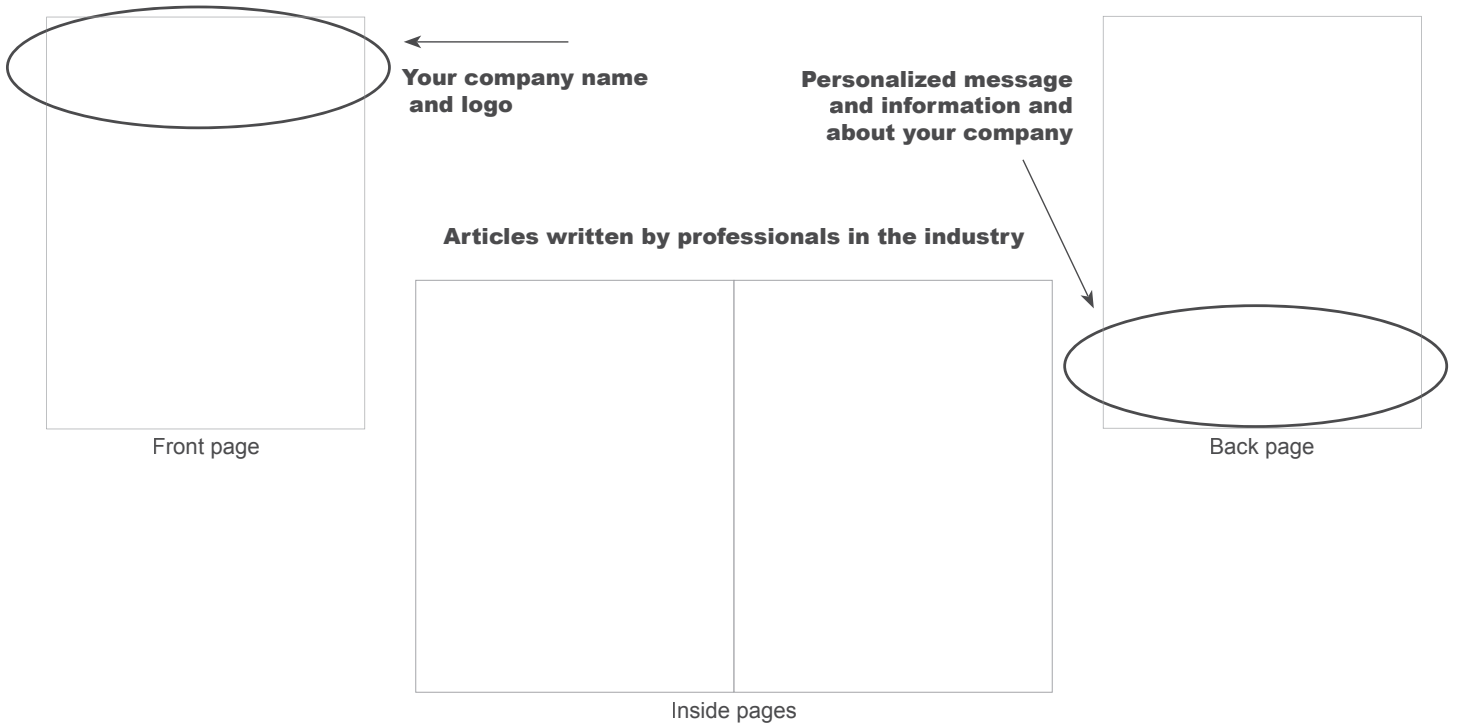 Your company name
and logo
Front page
Personalized message
and information and
about your company
Back page
Articles written by professionals in the industry
Inside pages